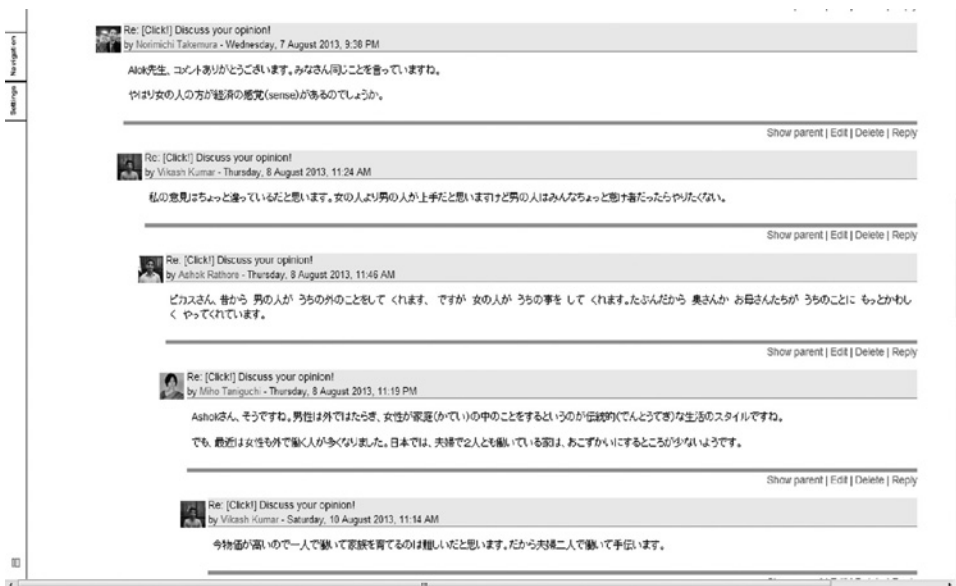 Re: [Click!] Discuss your opinion!
by Norimichi Takemura - Wednesday, 7 August 2013, 9:38 PM
Alok先生、コメントありがとうございます。みなさん同じことを言っていますね。
やはり女の人の方が経済の感覚(sense)があるのでしょうか。
Show parent | Edit | Delete | Reply
Re: [Click!] Discuss your opinion!
by Vikash Kumar - Thursday, 8 August 2013, 11:24 AM
私の意見はちょっと違っているだと思います。女の人より男の人が上手だと思いますけど男の人はみんなちょっと怠け者だったらやりたくない。
Show parent | Edit | Delete | Reply
Re: [Click!] Discuss your opinion!
by Ashok Rathore - Thursday, 8 August 2013, 11:46 AM
ビカスさん、昔から 男の人が うちの外のことをして くれます、 ですが 女の人が うちの事を して くれます。たぶんだから 奥さんか お母さんたちが うちのことに もっとかわし
く やってくれています。
Show parent | Edit | Delete | Reply
Re: [Click!] Discuss your opinion!
by Miho Taniguchi - Thursday, 8 August 2013, 11:19 PM
Ashokさん、そうですね。男性は外ではたらき、女性が家庭(かてい)の中のことをするというのが伝統的(でんとうてき)な生活のスタイルですね。
でも、最近は女性も外で働く人が多くなりました。日本では、夫婦で2人とも働いている家は、おこずかいにするところが少ないようです。
Show parent | Edit | Delete | Reply
Re: [Click!] Discuss your opinion!
by Vikash Kumar - Saturday, 10 August 2013, 11:14 AM
今物価が高いので一人で働いて家族を育てるのは難しいだと思います。だから夫婦二人で働いて手伝います。
Navigation
Settings